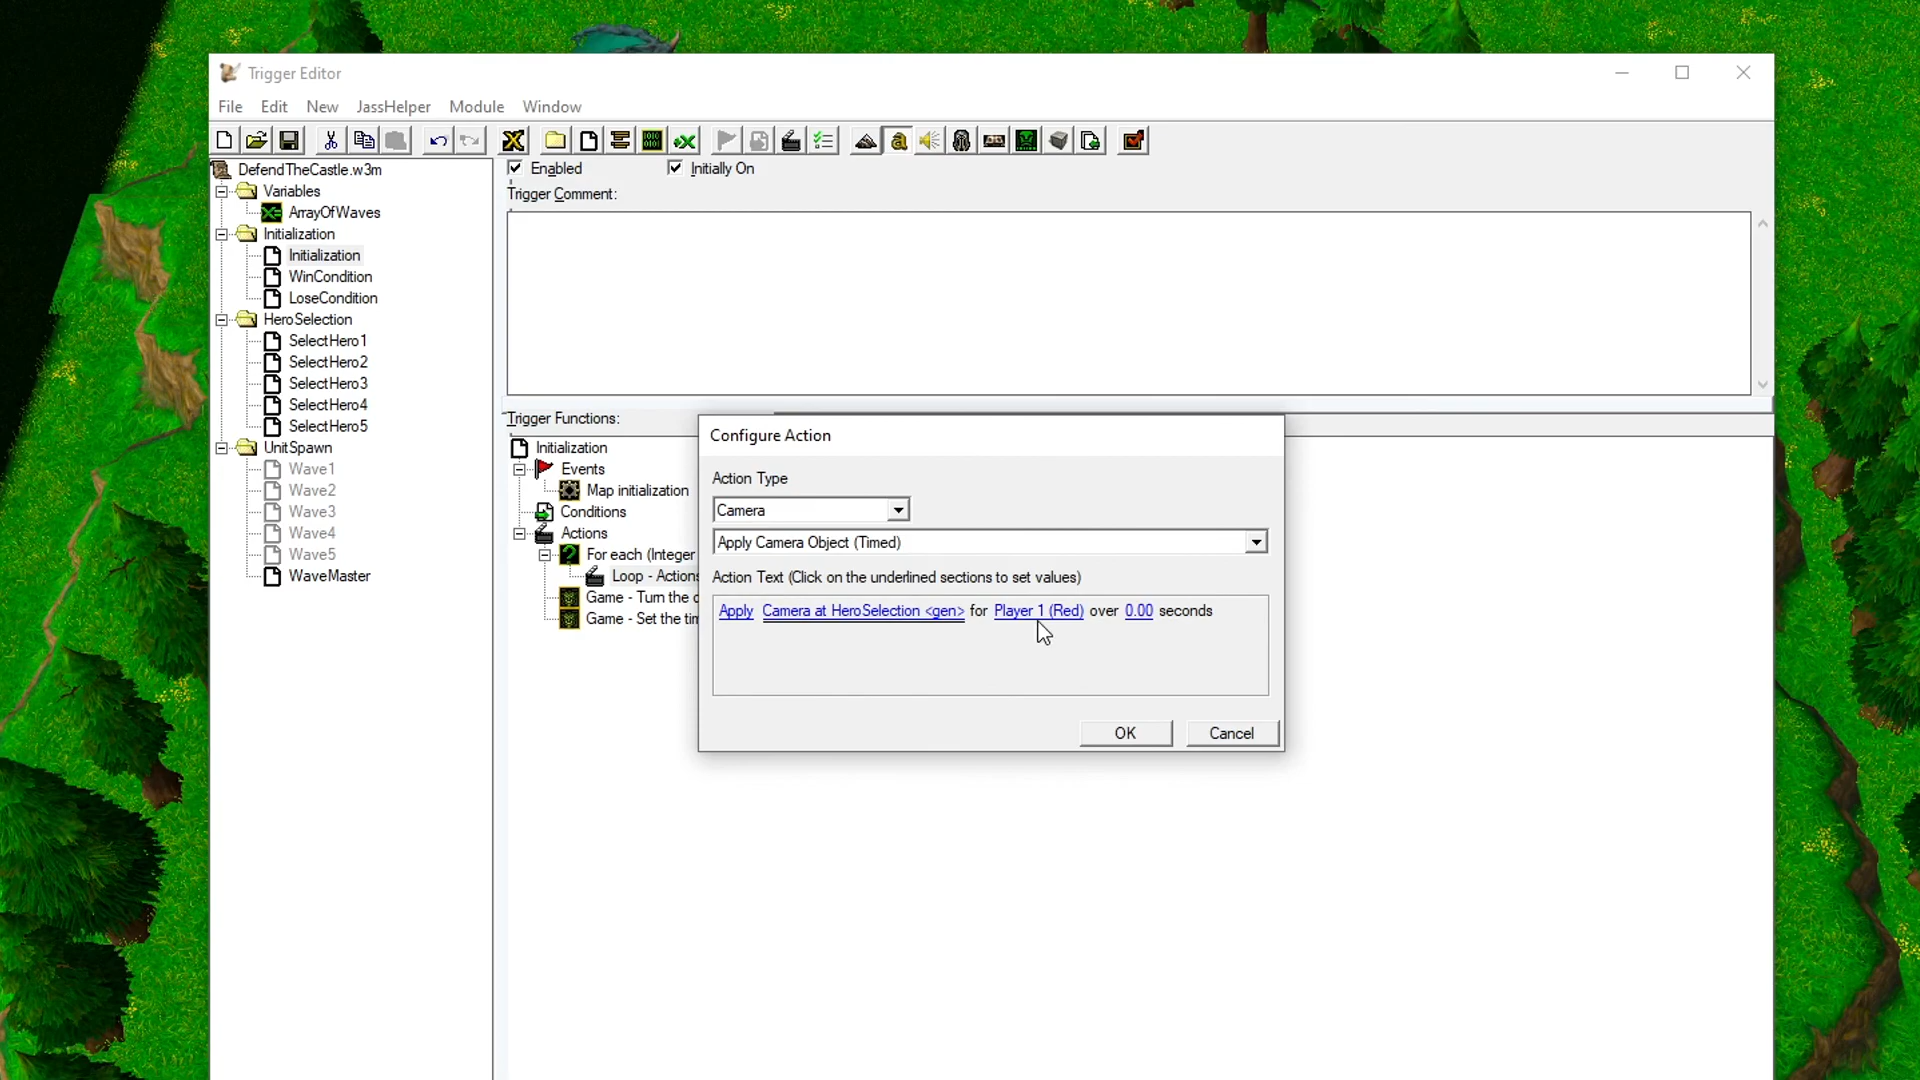 Trigger Editor
File Edit New JassHelper Module Window
DefendTheCastle.w3m
Variables
ArrayOfWaves
Initialization
Initialization
WinCondition
LoseCondition
HeroSelection
SelectHero1
SelectHero2
SelectHero3
SelectHero4
SelectHero5
UnitSpawn
Wave1
Wave2
Wave3
Wave4
Wave5
WaveMaster
Enabled Initially On
Trigger Comment:
Trigger Functions:
Initialization
Events
Map initialization
Conditions
Actions
For each (Integer
Loop - Actions
Game - Turn the
Game - Set the
Configure Action
Action Type
Camera
Apply Camera Object (Timed)
Action Text (Click on the underlined sections to set values)
Apply Camera at HeroSelection <gen> for Player 1 (Red) over 0.00 seconds
OK Cancel